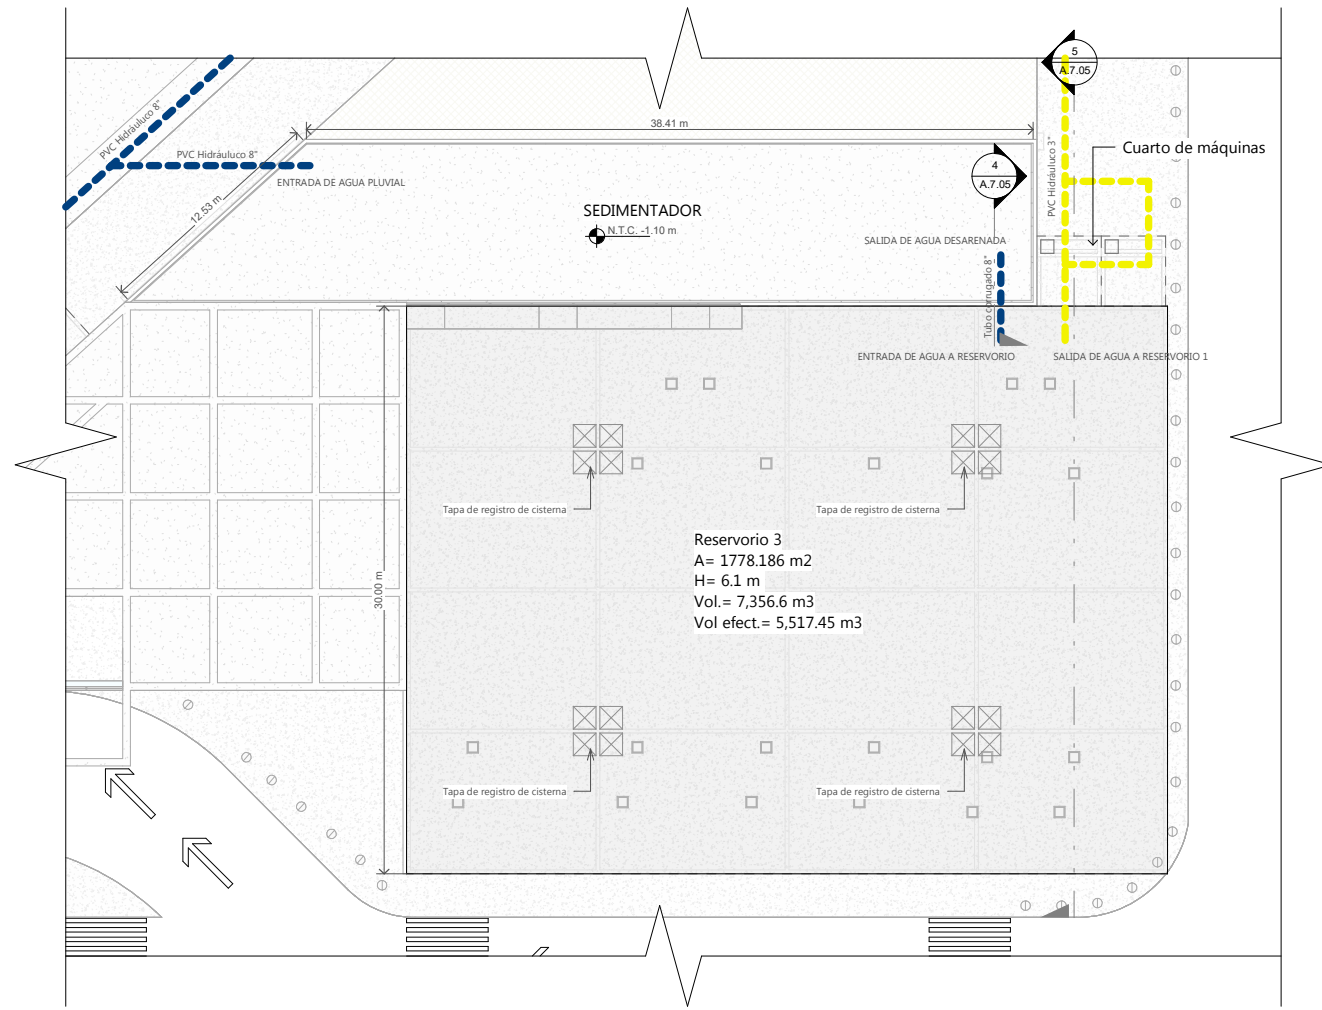 5
A.7.05
PVC Hidráuluco 8"
PVC Hidráuluco 8"
38.41 m
Cuarto de máquinas
PVC Hidráuluco 3"
ENTRADA DE AGUA PLUVIAL
4
A.7.05
12.53 m
SEDIMENTADOR
N.T.C. -1.10 m
SALIDA DE AGUA DESARENADA
Tubo corrugado 8"
ENTRADA DE AGUA A RESERVORIO
SALIDA DE AGUA A RESERVORIO 1
Tapa de registro de cisterna
Tapa de registro de cisterna
30.00 m
Reservorio 3
A= 1778.186 m2
H= 6.1 m
Vol.= 7,356.6 m3
Vol efect.= 5,517.45 m3
Tapa de registro de cisterna
Tapa de registro de cisterna